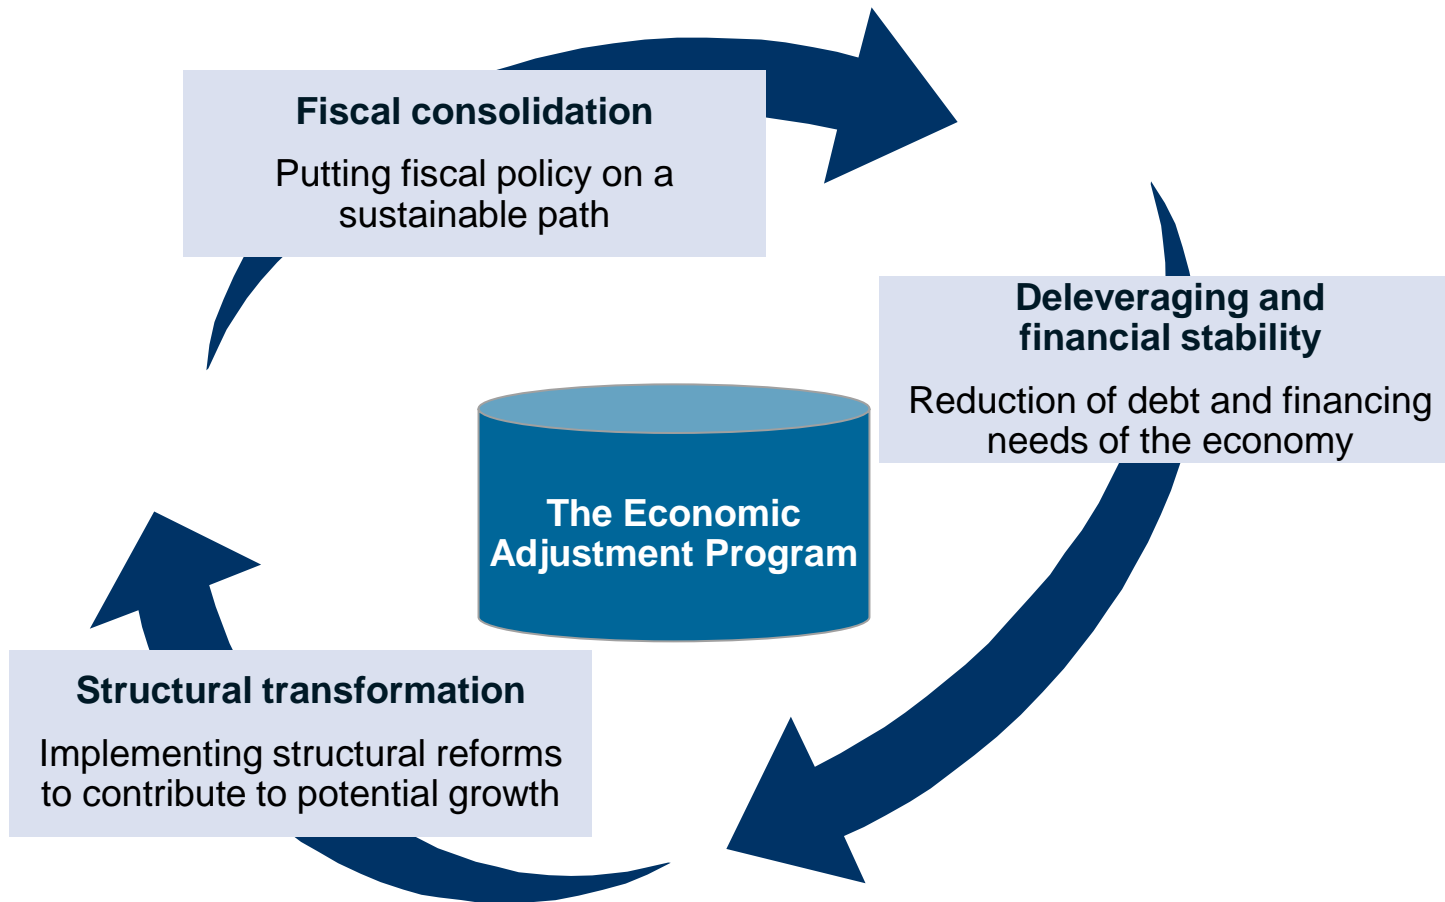 Fiscal consolidation
Putting fiscal policy on a
sustainable path
Deleveraging and
financial stability
Reduction of debt and financing
needs of the economy
The Economic
Adjustment Program
Structural transformation
Implementing structural reforms
to contribute to potential growth